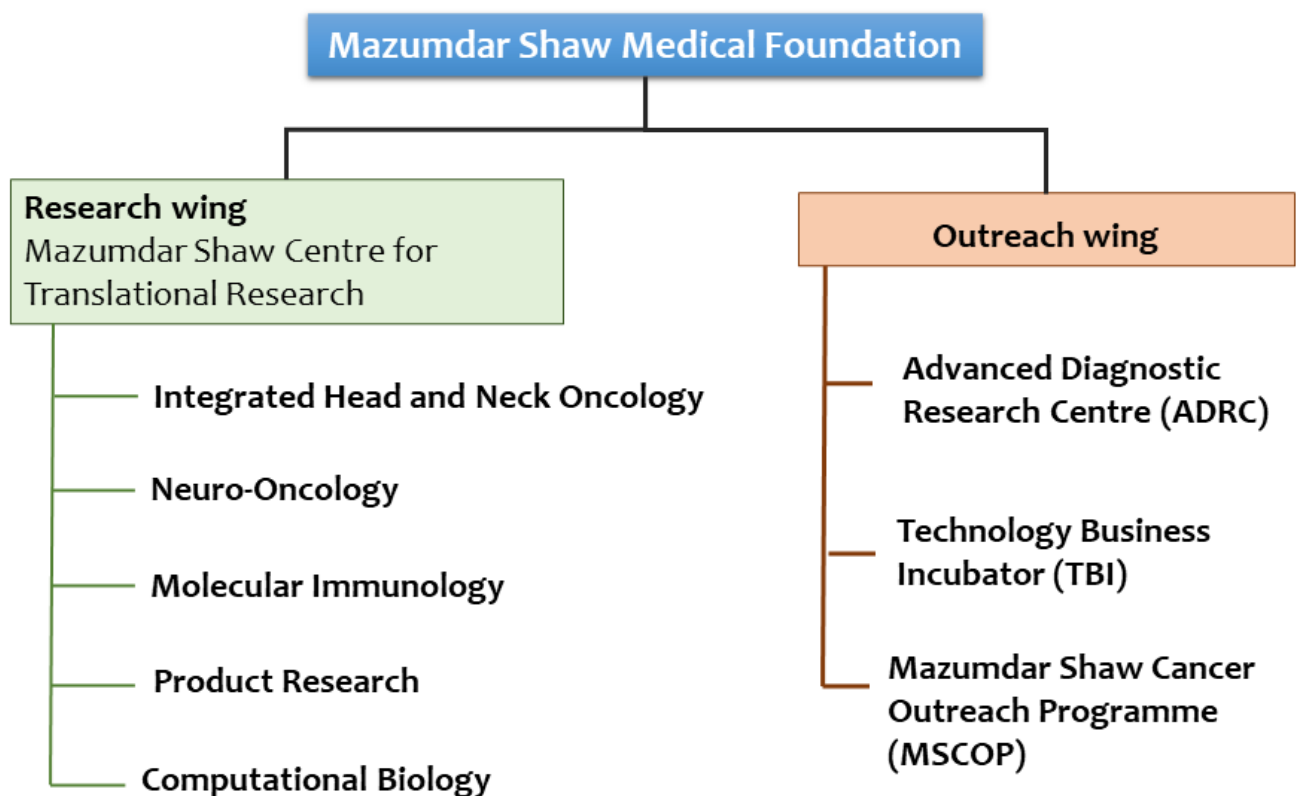 Mazumdar Shaw Medical Foundation
Research wing
Mazumdar Shaw Centre for
Translational Research
Integrated Head and Neck Oncology
Neuro-Oncology
Molecular Immunology
Product Research
Computational Biology
Outreach wing
Advanced Diagnostic
Research Centre (ADRC)
Technology Business
Incubator (TBI)
Mazumdar Shaw Cancer
Outreach Programme
(MSCOP)